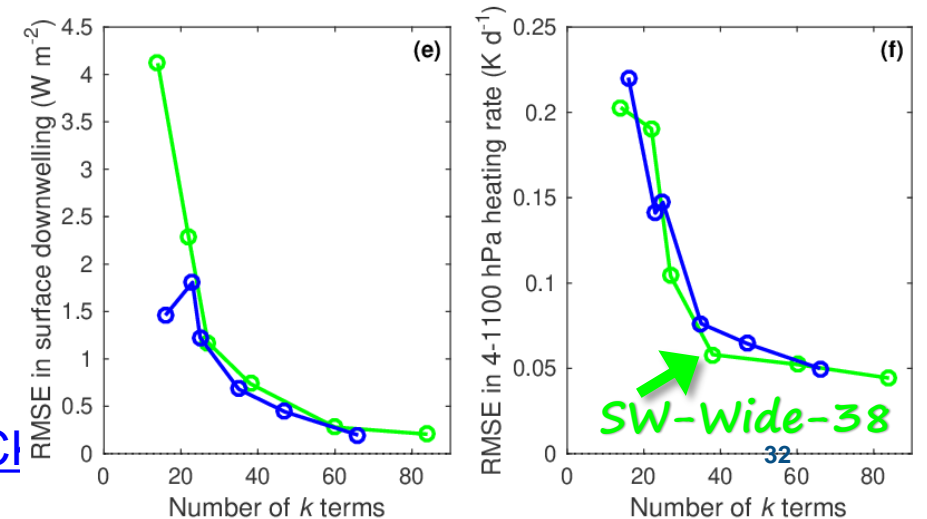 RMSE in surface downwelling (W m-2)
4.5
4
3.5
3
2.5
2
1.5
1
0.5
0
(e)
0 20 40 60 80
Number of k terms
RMSE in 4-1100 hPa heating rate (K d-1)
0.25
0.2
0.15
0.1
0.05
0
(f)
SW-Wide-38
32
0 20 40 60 80
Number of k terms